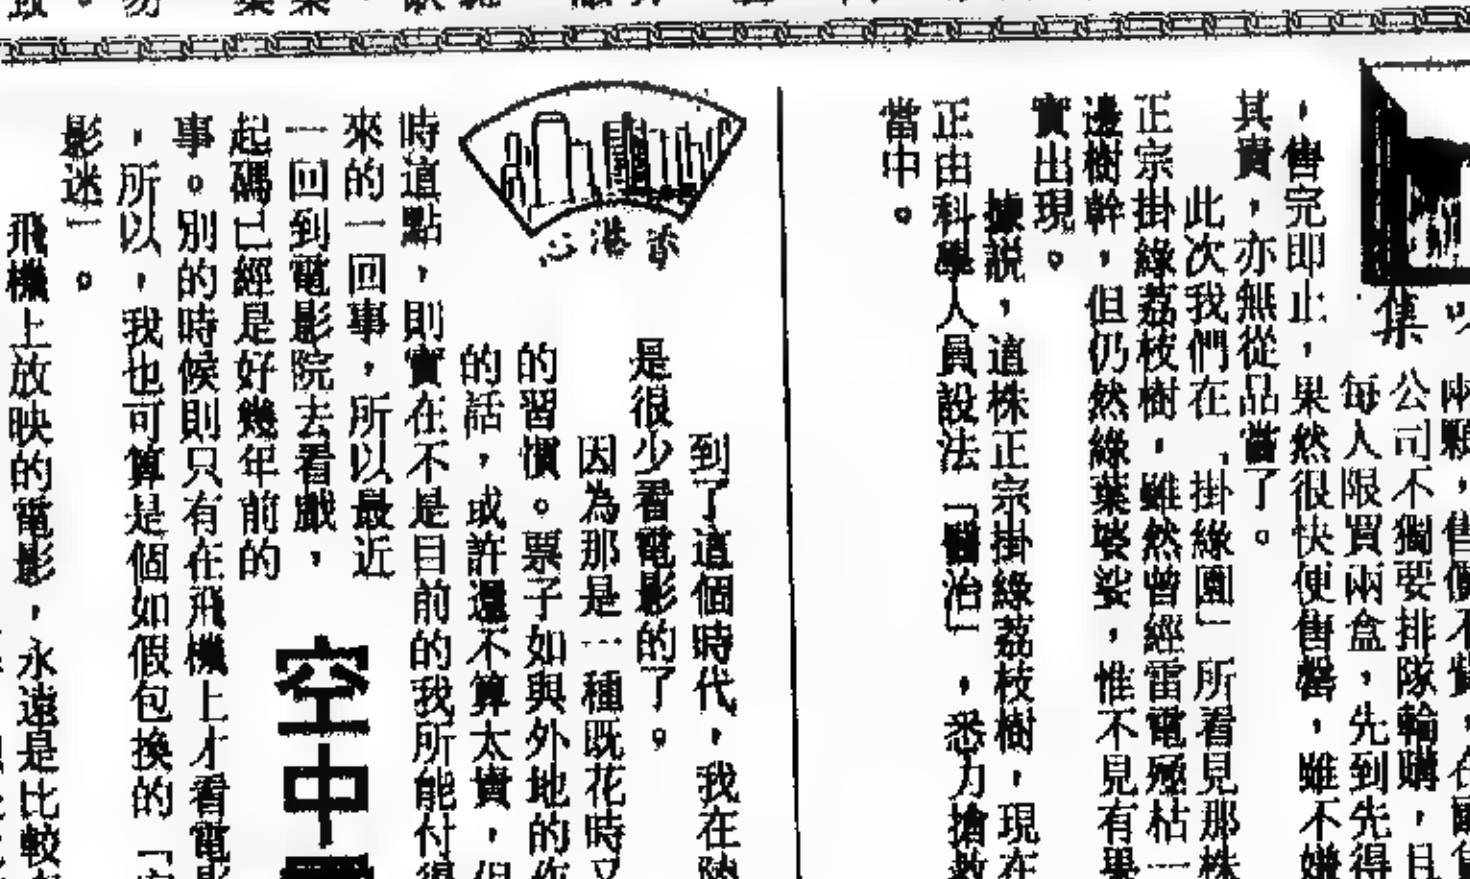 兩顆，售價不
公司不獨要排隊輪購，且
每人限買兩盒，先到先得
，售完即止，果然很快便售罄，雖不嫌
其貴，亦無從品嘗了。
此次我們在「掛綠園」所看見那株
正宗掛綠荔枝樹，雖然曾經雷電殛枯一
邊樹幹，但仍然綠葉婆娑，惟不見有果
實出現。
據説，這株正宗掛綠荔枝樹，現在
正由科學人員設法「醫治」，悉力搶救
當中。
集
香港心
到了這個時代，我在
是很少看電影的了。
因為那是一種既花時又
的習慣。票子如與外地的作
的話，或許還不算太貴，但
時道點，則實在不是目前的我所能付得
來的一回事，所以最近
一回到電影院去看戲，
起碼已經是好幾年前的
事。別的時候則只有在飛機上才看電影
，所以，我也可算是個如假包換的「空
影迷」。
飛機上放映的電影，永遠是比較
空中